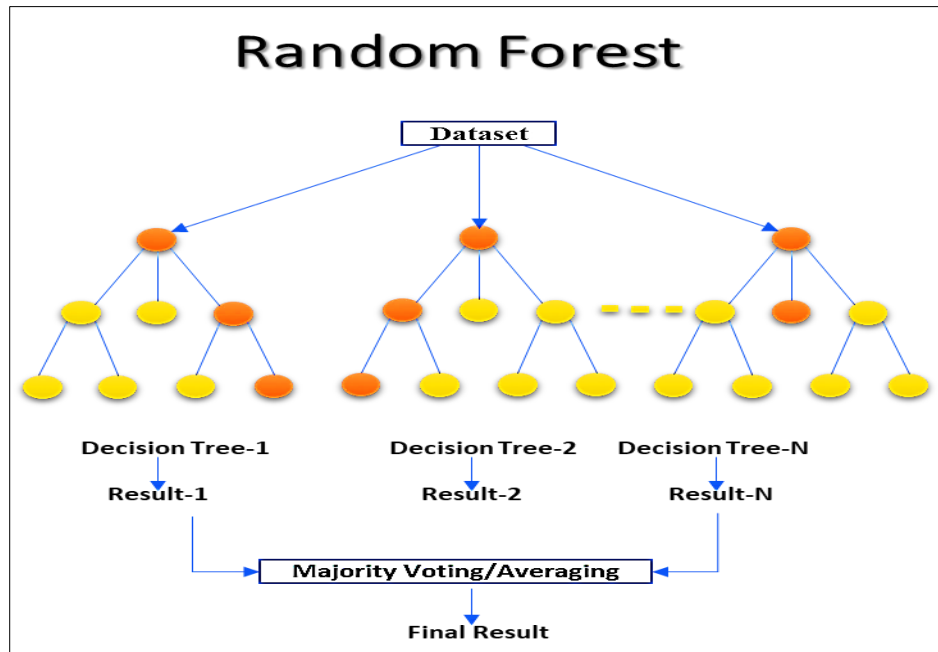 Random Forest
Dataset
Decision Tree-1 Decision Tree-2 Decision Tree-N
Result-1 Result-2 Result-N
Majority Voting/Averaging
Final Result